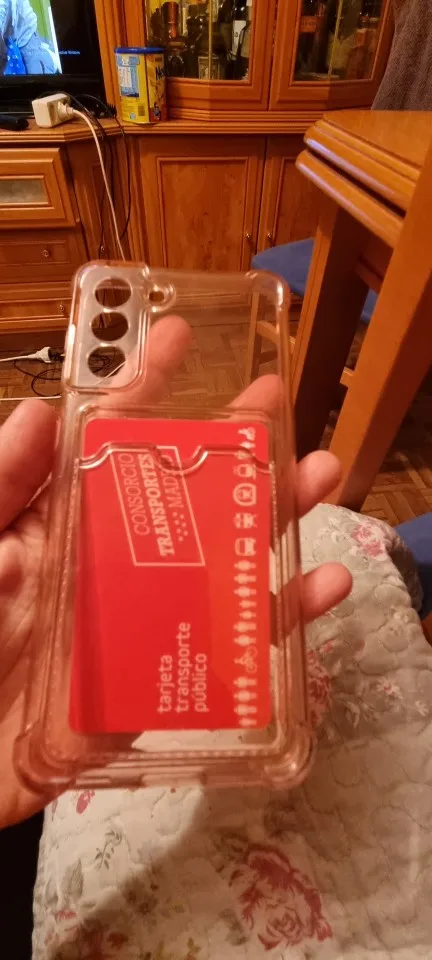 CONSORCIO
TRANSPORTES
MADRID
tarjeta
transporte
público